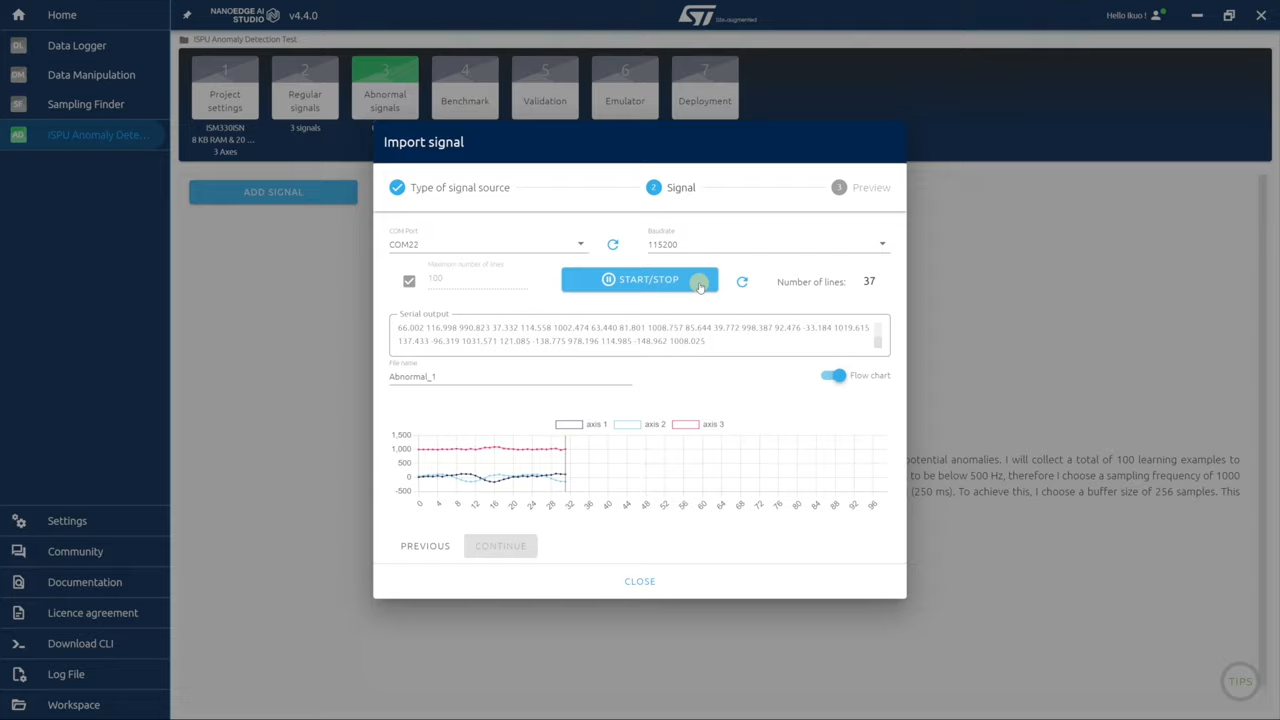 Home
DL Data Logger
DM Data Manipulation
SF Sampling Finder
AD ISPU Anomaly Dete...
Settings
Community
Documentation
Licence agreement
Download CLI
Log File
Workspace
NANOEDGE AI STUDIO v4.4.0
life.augmented
Hello Ikuo !
ISPU Anomaly Detection Test
1 Project settings
ISM330ISN
8 KB RAM & 20 ...
3 Axes
2 Regular signals
3 signals
3 Abnormal signals
4 Benchmark
5 Validation
6 Emulator
7 Deployment
ADD SIGNAL
Import signal
Type of signal source
2 Signal
3 Preview
COM Port
COM22
Baudrate
115200
Maximum number of lines
100
START/STOP
Number of lines: 37
Serial output
66.002 116.998 990.823 37.332 114.558 1002.474 63.440 81.801 1008.757 85.644 39.772 998.387 92.476 -33.184 1019.615
137.433 -96.319 1031.571 121.085 -138.775 978.196 114.985 -148.962 1008.025
File name
Abnormal_1
Flow chart
axis 1 axis 2 axis 3
1,500
1,000
500
0
-500
0 4 8 12 16 20 24 28 32 36 40 44 48 52 56 60 64 68 72 76 80 84 88 92 96
PREVIOUS CONTINUE
CLOSE
potential anomalies. I will collect a total of 100 learning examples to
to be below 500 Hz, therefore I choose a sampling frequency of 1000
(250 ms). To achieve this, I choose a buffer size of 256 samples. This
TIPS